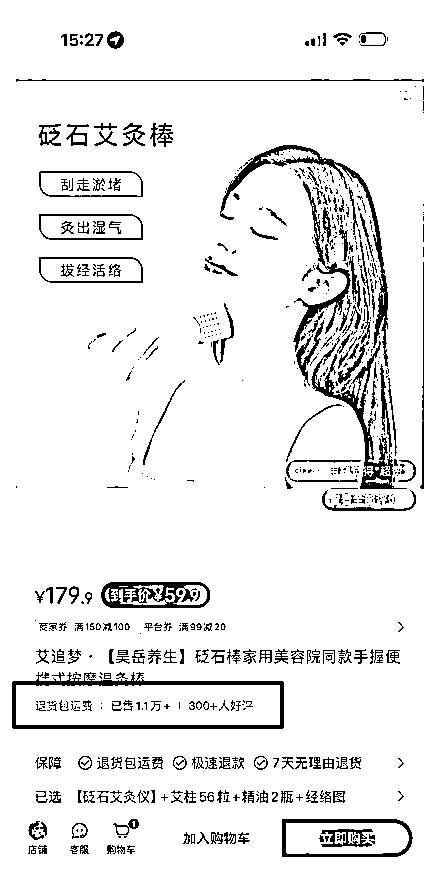 15:27
砭石艾灸棒
刮走淤堵
灸出湿气
拔经活络
¥179.9 到手价¥59.9
商家券 满150减100 平台券 满99减20
艾追梦·【昊岳养生】砭石棒家用美容院同款手握便
携式按摩温灸棒
退货包运费 | 已售1.1万+ | 300+人好评
保障 退货包运费 极速退款 7天无理由退货
已选 【砭石艾灸仪】+艾柱56粒+精油2瓶+经络图
1
店铺 客服 购物车 加入购物车 立即购买